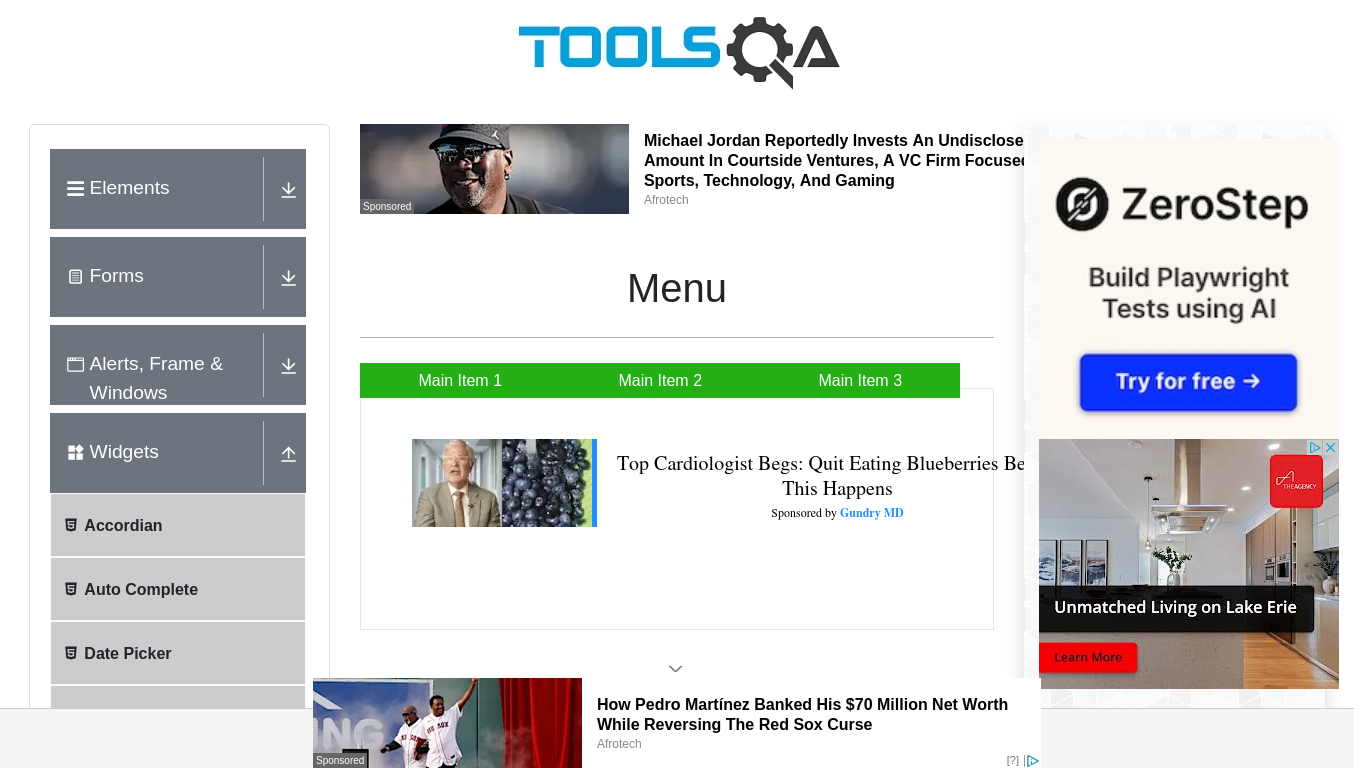 TOOLSQA
Elements
Forms
Alerts, Frame &
Windows
Widgets
Accordian
Auto Complete
Date Picker
Sponsored
Michael Jordan Reportedly Invests An Undisclose
Amount In Courtside Ventures, A VC Firm Focused
Sports, Technology, And Gaming
Afrotech
Menu
Main Item 1
Main Item 2
Main Item 3
Top Cardiologist Begs: Quit Eating Blueberries Be
This Happens
Sponsored by Gundry MD
ZeroStep
Build Playwright
Tests using AI
Try for free →
THEAGENCY
Unmatched Living on Lake Erie
Learn More
ING
Sponsored
How Pedro Martínez Banked His $70 Million Net Worth
While Reversing The Red Sox Curse
Afrotech
[?]